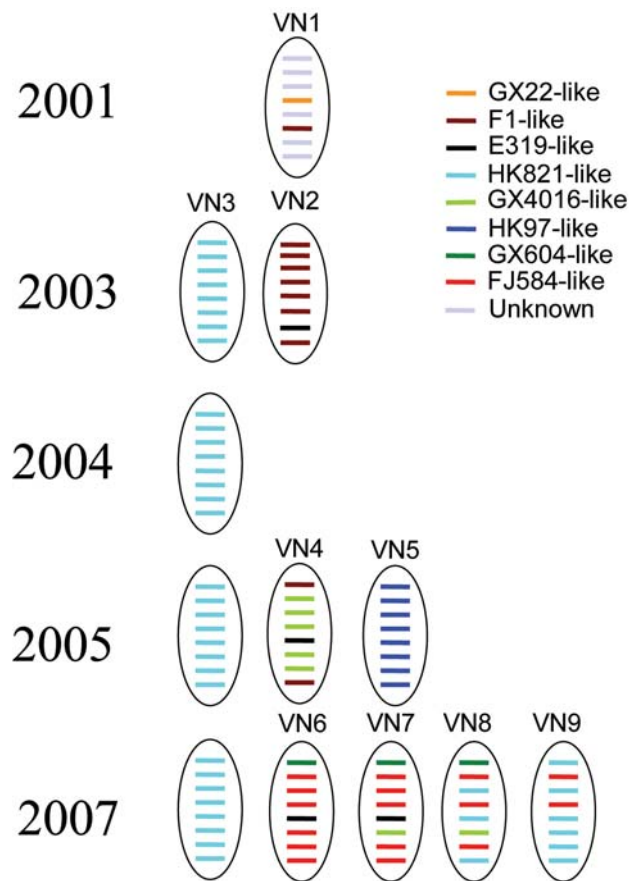 VN1
2001
GX22-like
F1-like
E319-like
HK821-like
GX4016-like
HK97-like
GX604-like
FJ584-like
Unknown
VN3 VN2
2003
2004
VN4 VN5
2005
VN6 VN7 VN8 VN9
2007